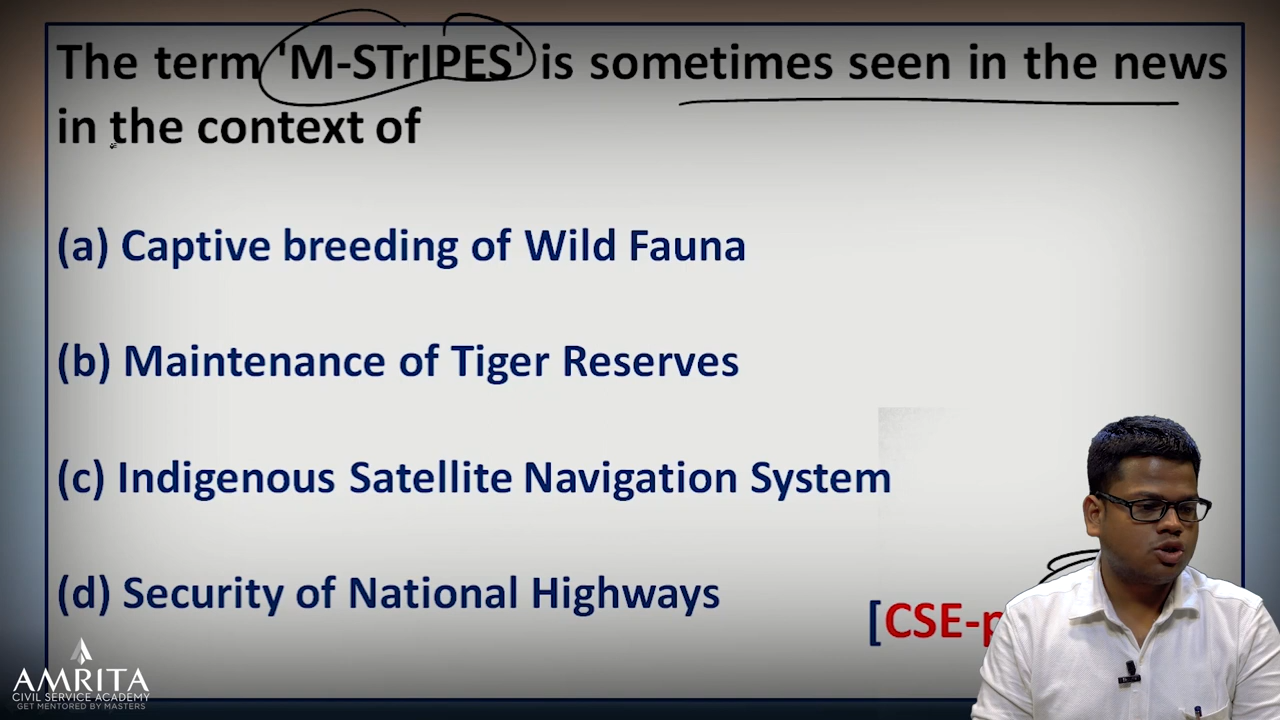 The term 'M-STrIPES' is sometimes seen in the news
in the context of
(a) Captive breeding of Wild Fauna
(b) Maintenance of Tiger Reserves
(c) Indigenous Satellite Navigation System
(d) Security of National Highways
[CSE-p
AMRITA
CIVIL SERVICE ACADEMY
GET MENTORED BY MASTERS